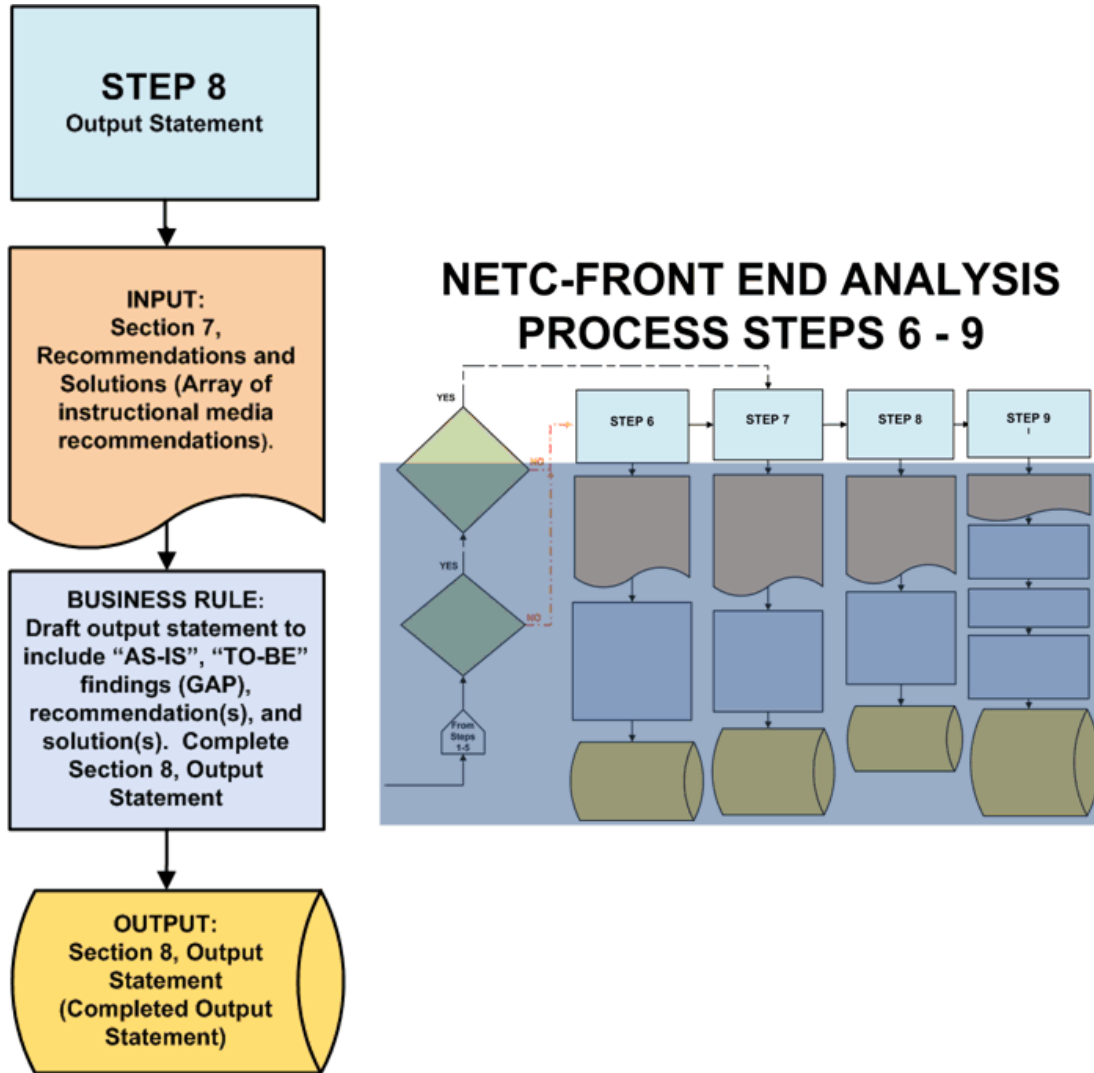 STEP 8
Output Statement
INPUT:
Section 7,
Recommendations and
Solutions (Array of
instructional media
recommendations).
BUSINESS RULE:
Draft output statement to
include “AS-IS”, “TO-BE”
findings (GAP),
recommendation(s), and
solution(s).  Complete
Section 8, Output
Statement
OUTPUT:
Section 8, Output
Statement
(Completed Output
Statement)
NETC-FRONT END ANALYSIS
PROCESS STEPS 6 - 9
YES
NO
YES
NO
From
Steps
1-5
STEP 6
STEP 7
STEP 8
STEP 9